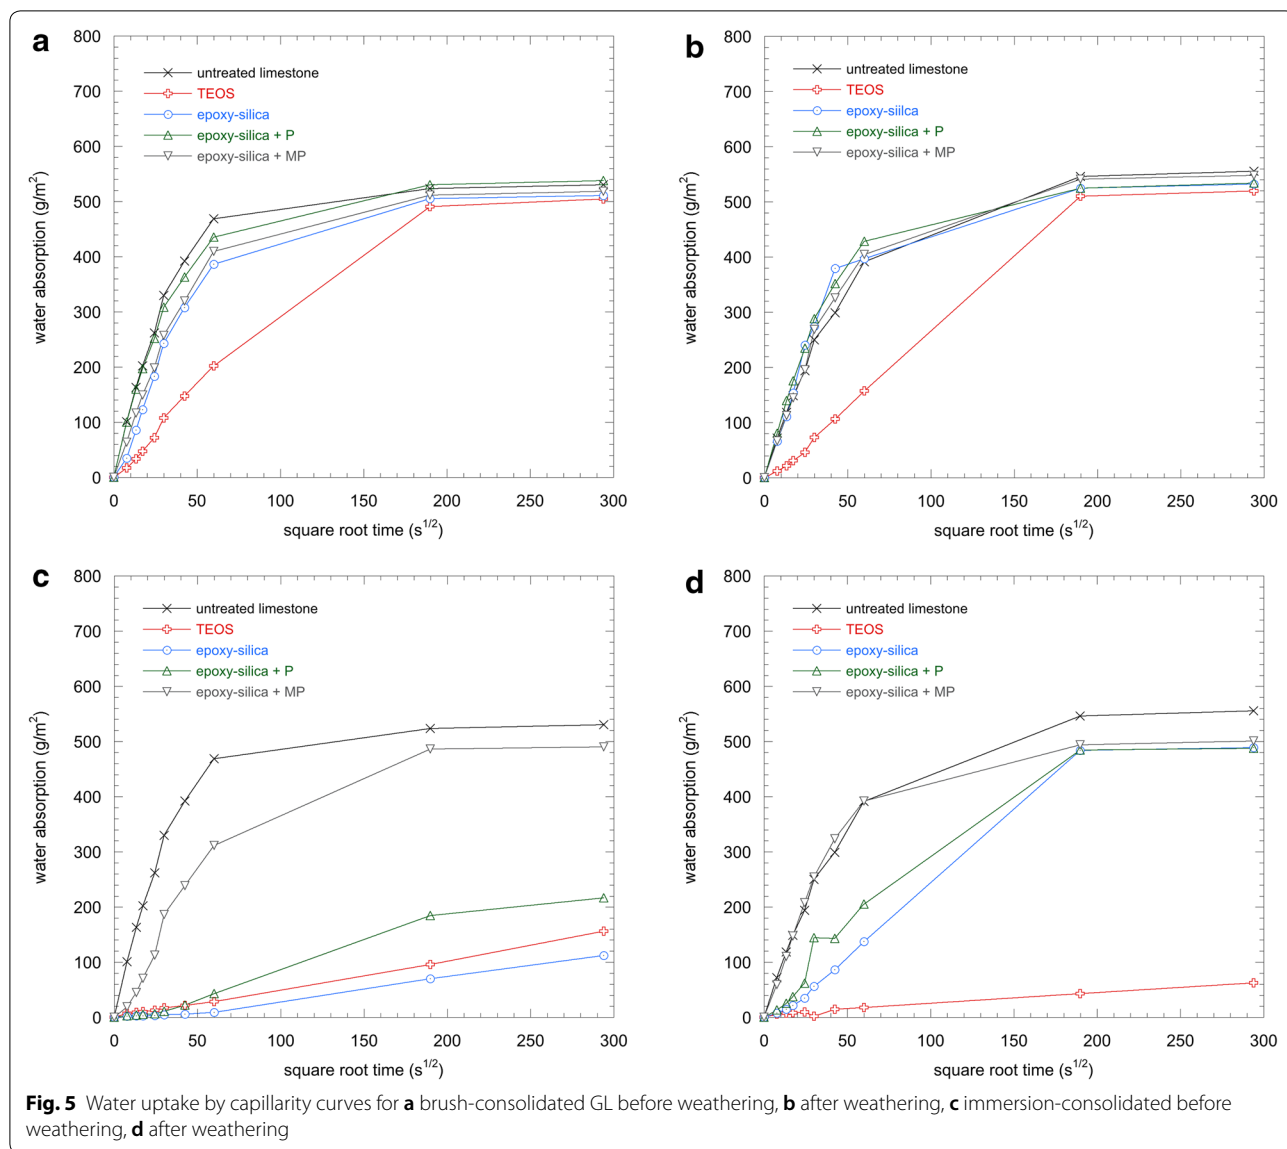 a
800
700
600
500
400
300
200
100
0
water absorption (g/m²)
untreated limestone
TEOS
epoxy-silica
epoxy-silica + P
epoxy-silica + MP
0 50 100 150 200 250 300
square root time (s^1/2)
b
800
700
600
500
400
300
200
100
0
water absorption (g/m²)
untreated limestone
TEOS
epoxy-siilca
epoxy-silica + P
epoxy-silica + MP
0 50 100 150 200 250 300
square root time (s^1/2)
c
800
700
600
500
400
300
200
100
0
water absorption (g/m²)
untreated limestone
TEOS
epoxy-silica
epoxy-silica + P
epoxy-silica + MP
0 50 100 150 200 250 300
square root time (s^1/2)
d
800
700
600
500
400
300
200
100
0
water absorption (g/m²)
untreated limestone
TEOS
epoxy-silica
epoxy-silica + P
epoxy-silica + MP
0 50 100 150 200 250 300
square root time (s^1/2)
Fig. 5 Water uptake by capillarity curves for a brush-consolidated GL before weathering, b after weathering, c immersion-consolidated before
weathering, d after weathering